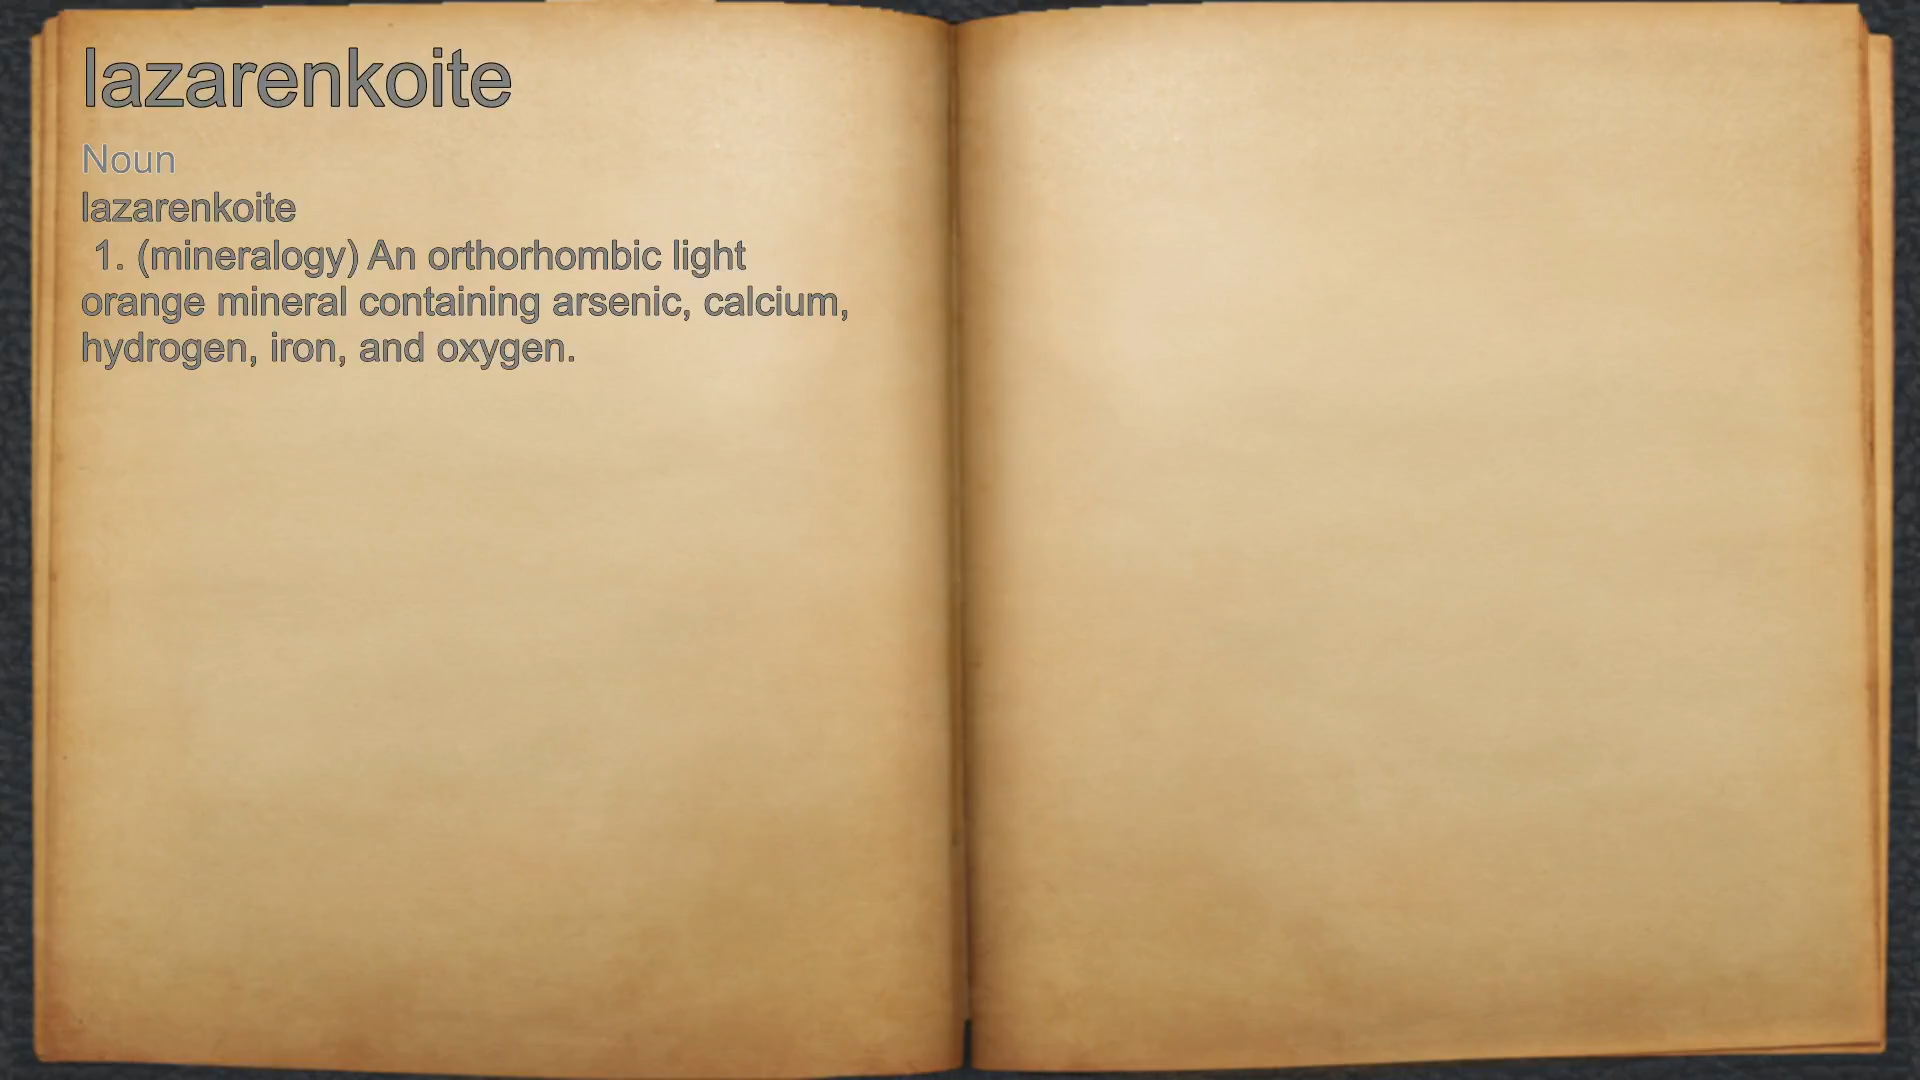 lazarenkoite
Noun
lazarenkoite
1. (mineralogy) An orthorhombic light
orange mineral containing arsenic, calcium,
hydrogen, iron, and oxygen.